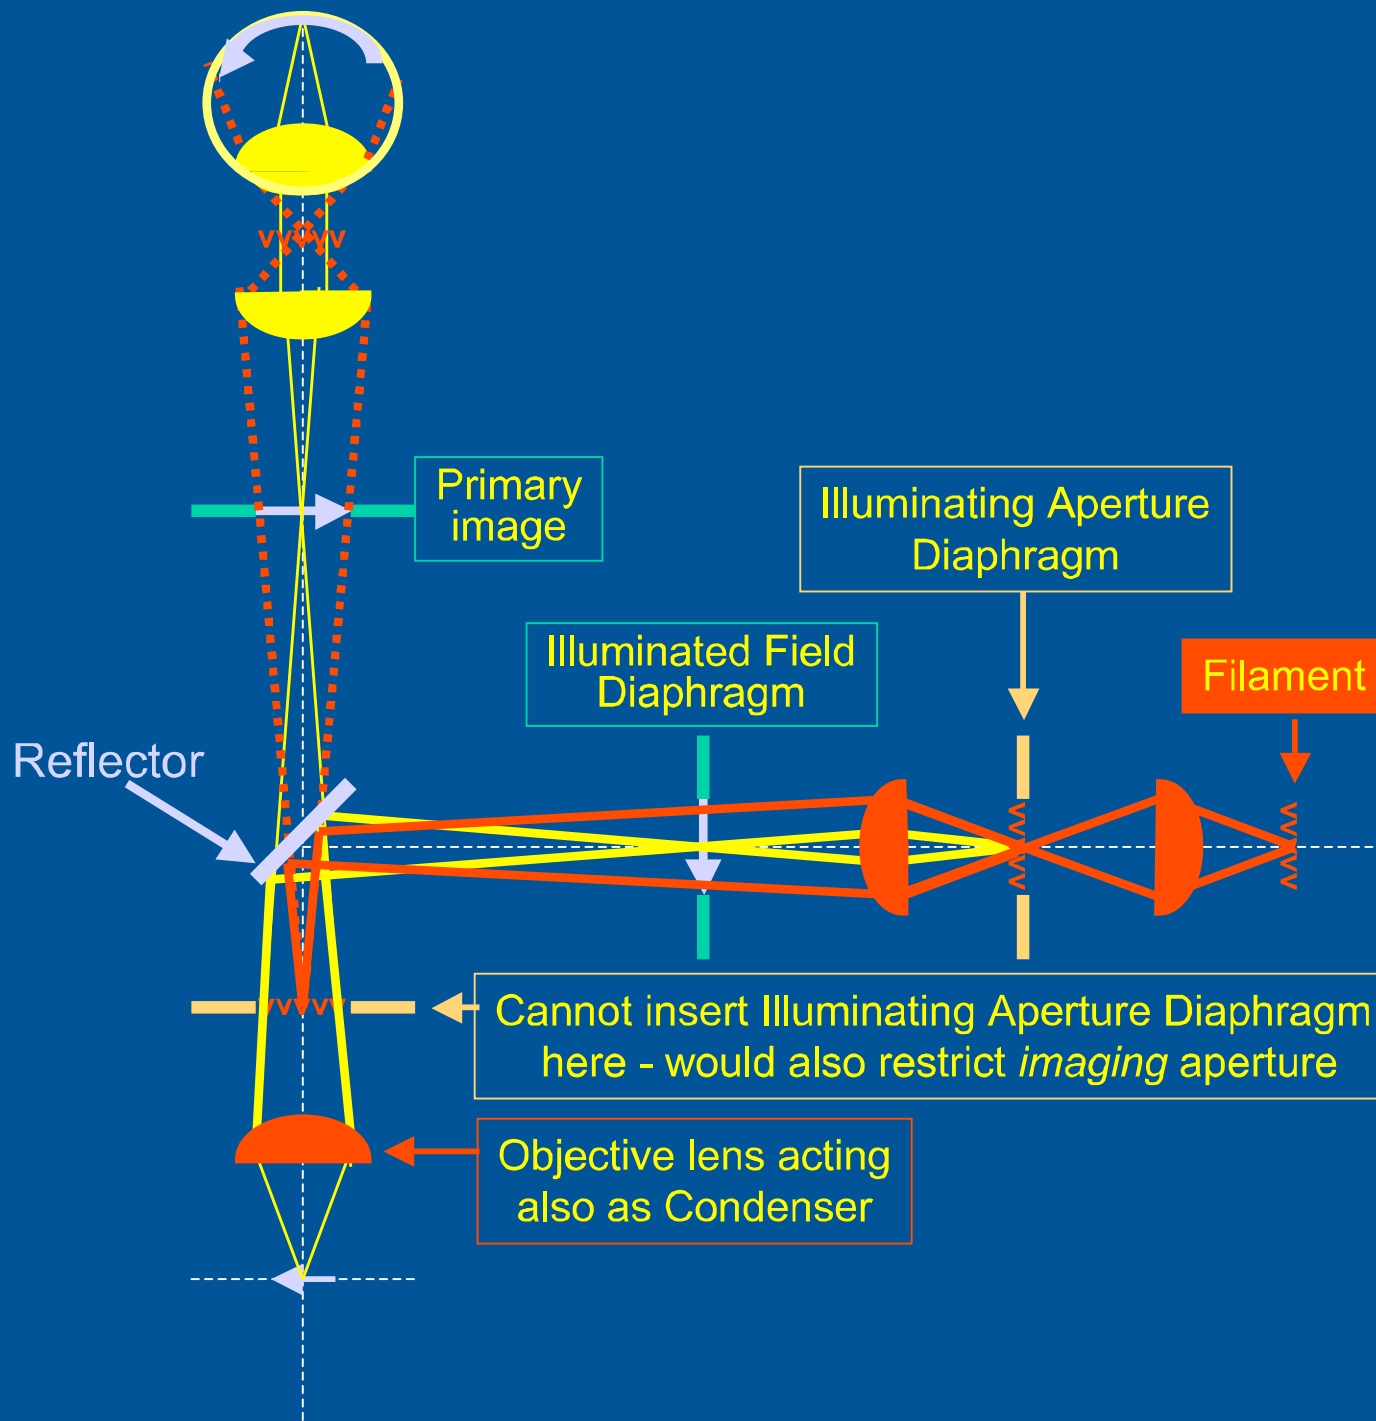 Primary
image
Illuminating Aperture
Diaphragm
Illuminated Field
Diaphragm
Filament
Reflector
Cannot insert Illuminating Aperture Diaphragm
here - would also restrict imaging aperture
Objective lens acting
also as Condenser